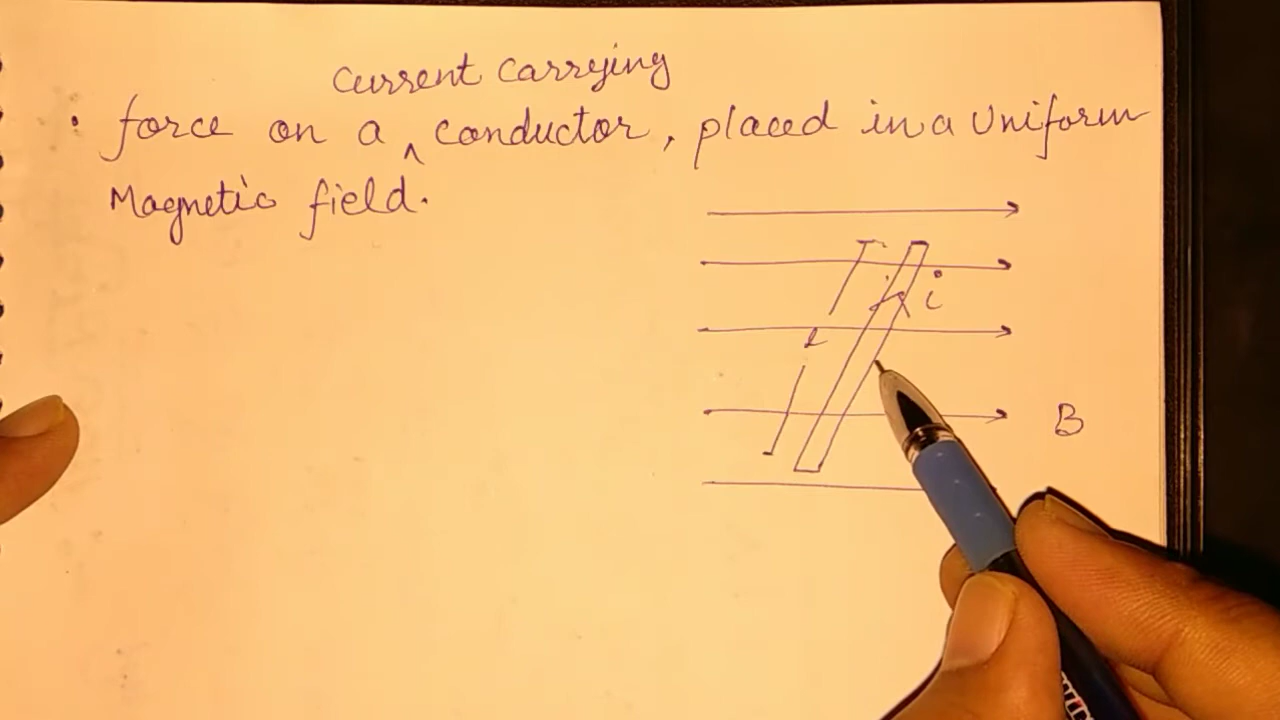 Current Carrying
• force on a ^ conductor, placed in a Uniform
Magnetic field.
i
l
B